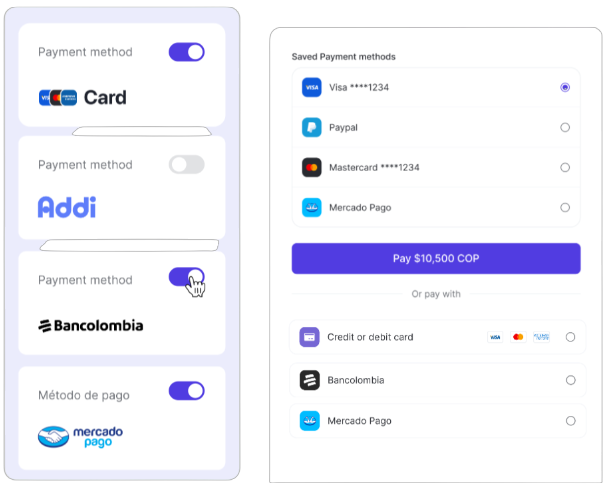 Payment method
VISA Card
Payment method
Addi
Payment method
Bancolombia
Método de pago
mercado
pago
Saved Payment methods
VISA Visa ****1234
Paypal
Mastercard ****1234
Mercado Pago
Pay $10,500 COP
Or pay with
Credit or debit card VISA
Bancolombia
Mercado Pago